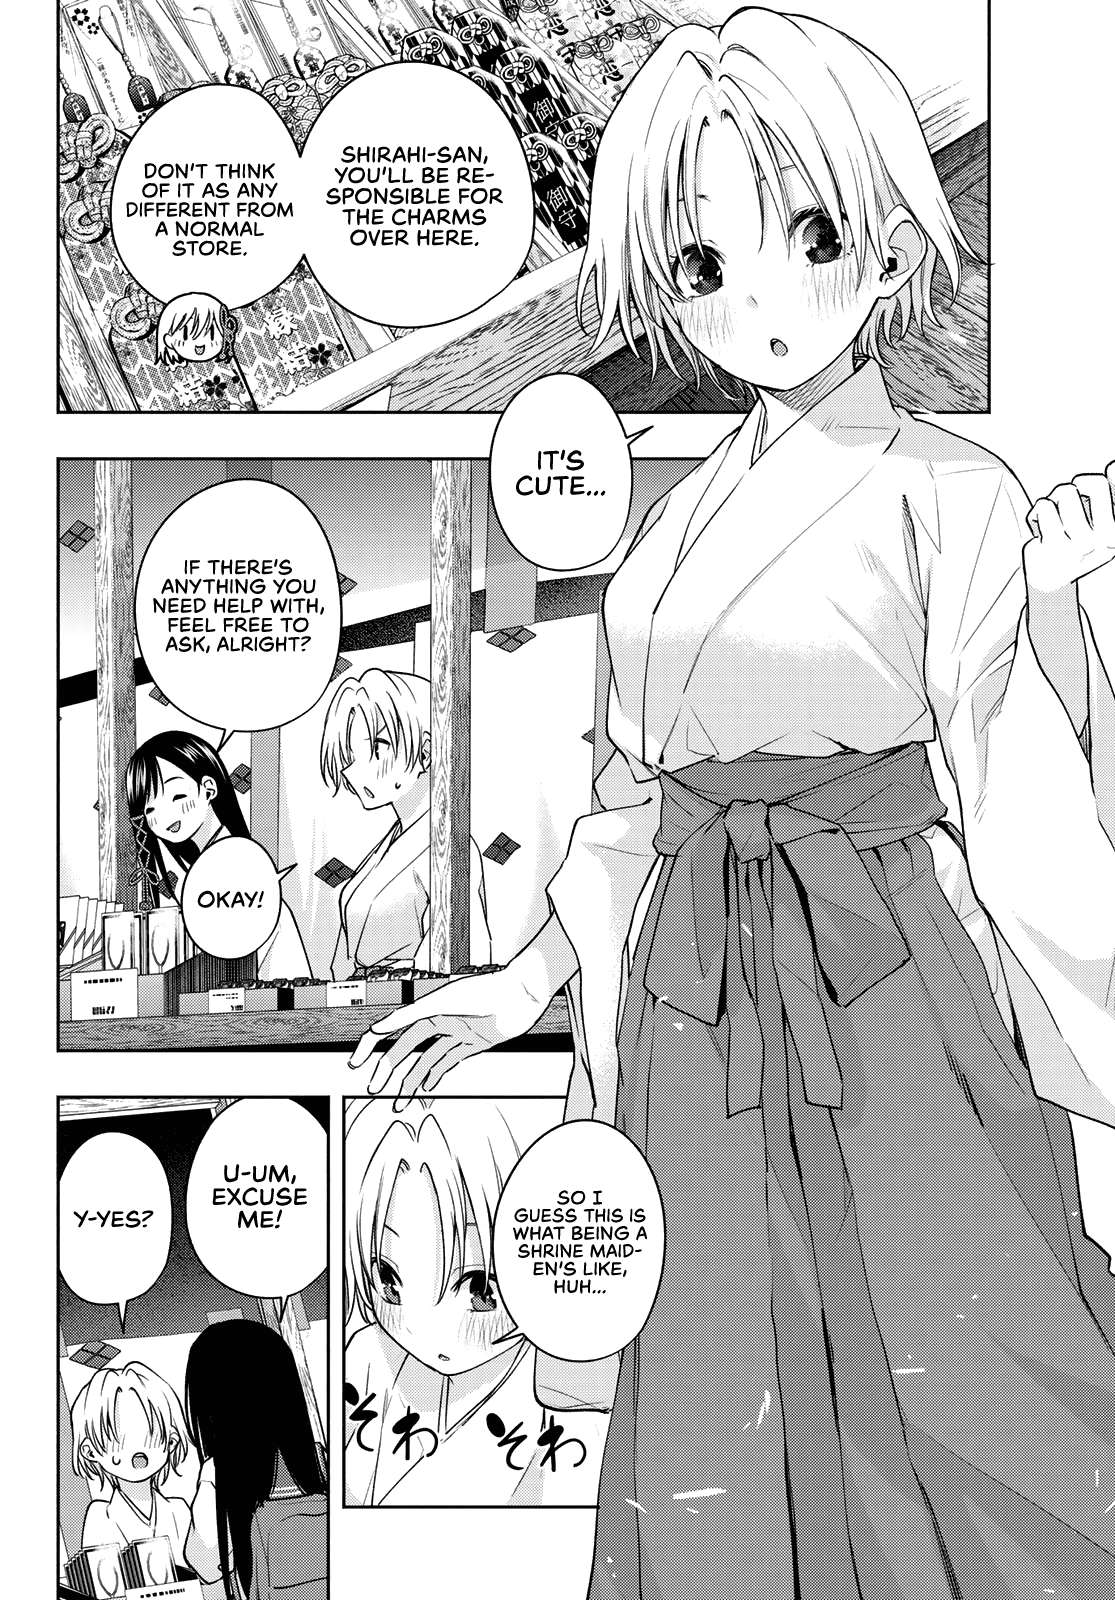 SHIRAHI-SAN,
YOU'LL BE RE-
SPONSIBLE FOR
THE CHARMS
OVER HERE.
DON'T THINK
OF IT AS ANY
DIFFERENT FROM
A NORMAL
STORE.
御守
御守
IT'S
CUTE...
IF THERE'S
ANYTHING YOU
NEED HELP WITH,
FEEL FREE TO
ASK, ALRIGHT?
OKAY!
SO I
GUESS THIS IS
WHAT BEING A
SHRINE MAID-
EN'S LIKE,
HUH...
そわ
そわ
U-UM,
EXCUSE
ME!
Y-YES?